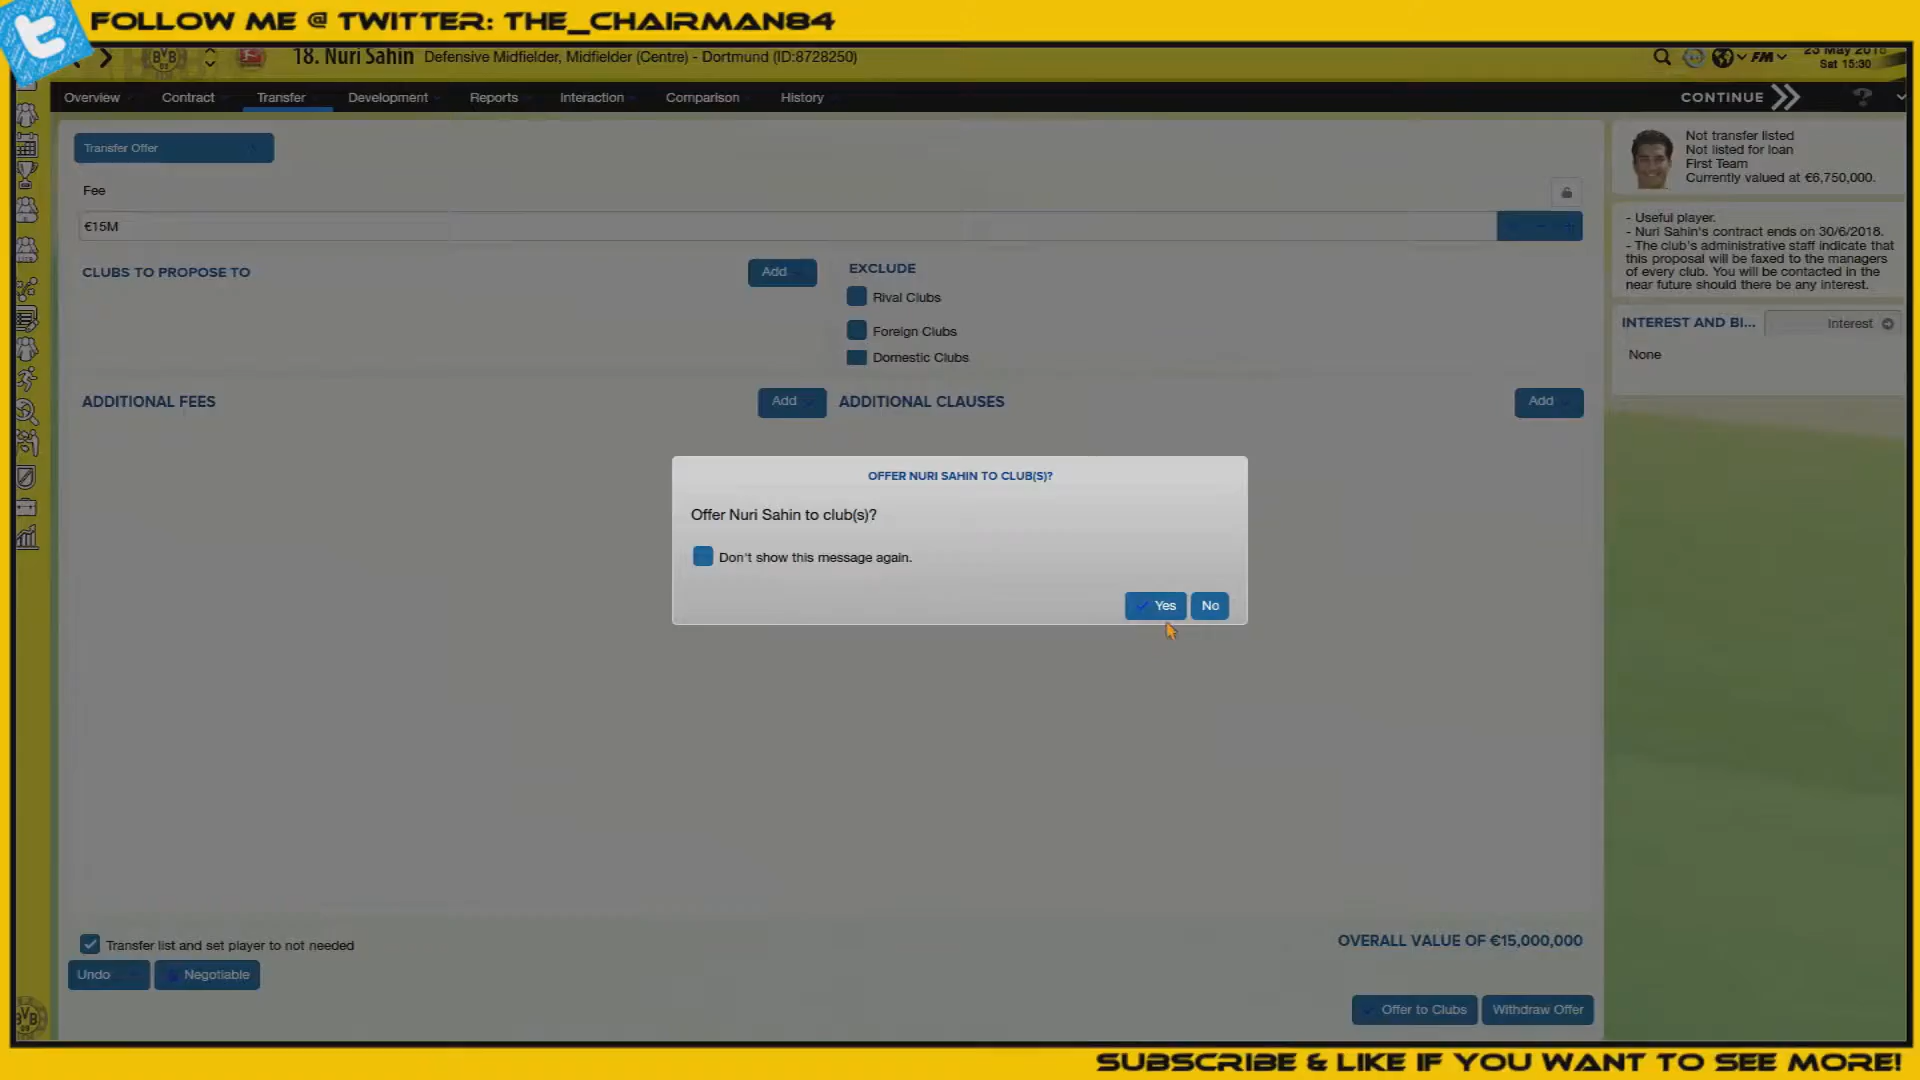 FOLLOW ME @ TWITTER: THE_CHAIRMAN84
18. Nuri Sahin Defensive Midfielder, Midfielder (Centre) - Dortmund (ID:8728250)
FM
Sat 15:30
Overview Contract Transfer Development Reports Interaction Comparison History
CONTINUE
Transfer Offer
Fee
€15M
CLUBS TO PROPOSE TO
Add
EXCLUDE
Rival Clubs
Foreign Clubs
Domestic Clubs
ADDITIONAL FEES
Add
ADDITIONAL CLAUSES
Add
Not transfer listed
Not listed for loan
First Team
Currently valued at €6,750,000.
- Useful player.
- Nuri Sahin's contract ends on 30/6/2018.
- The club's administrative staff indicate that
this proposal will be faxed to the managers
of every club. You will be contacted in the
near future should there be any interest.
INTEREST AND BI...
Interest
None
OFFER NURI SAHIN TO CLUB(S)?
Offer Nuri Sahin to club(s)?
Don't show this message again.
Yes
No
Transfer list and set player to not needed
OVERALL VALUE OF €15,000,000
Undo
Negotiable
Offer to Clubs
Withdraw Offer
SUBSCRIBE & LIKE IF YOU WANT TO SEE MORE!